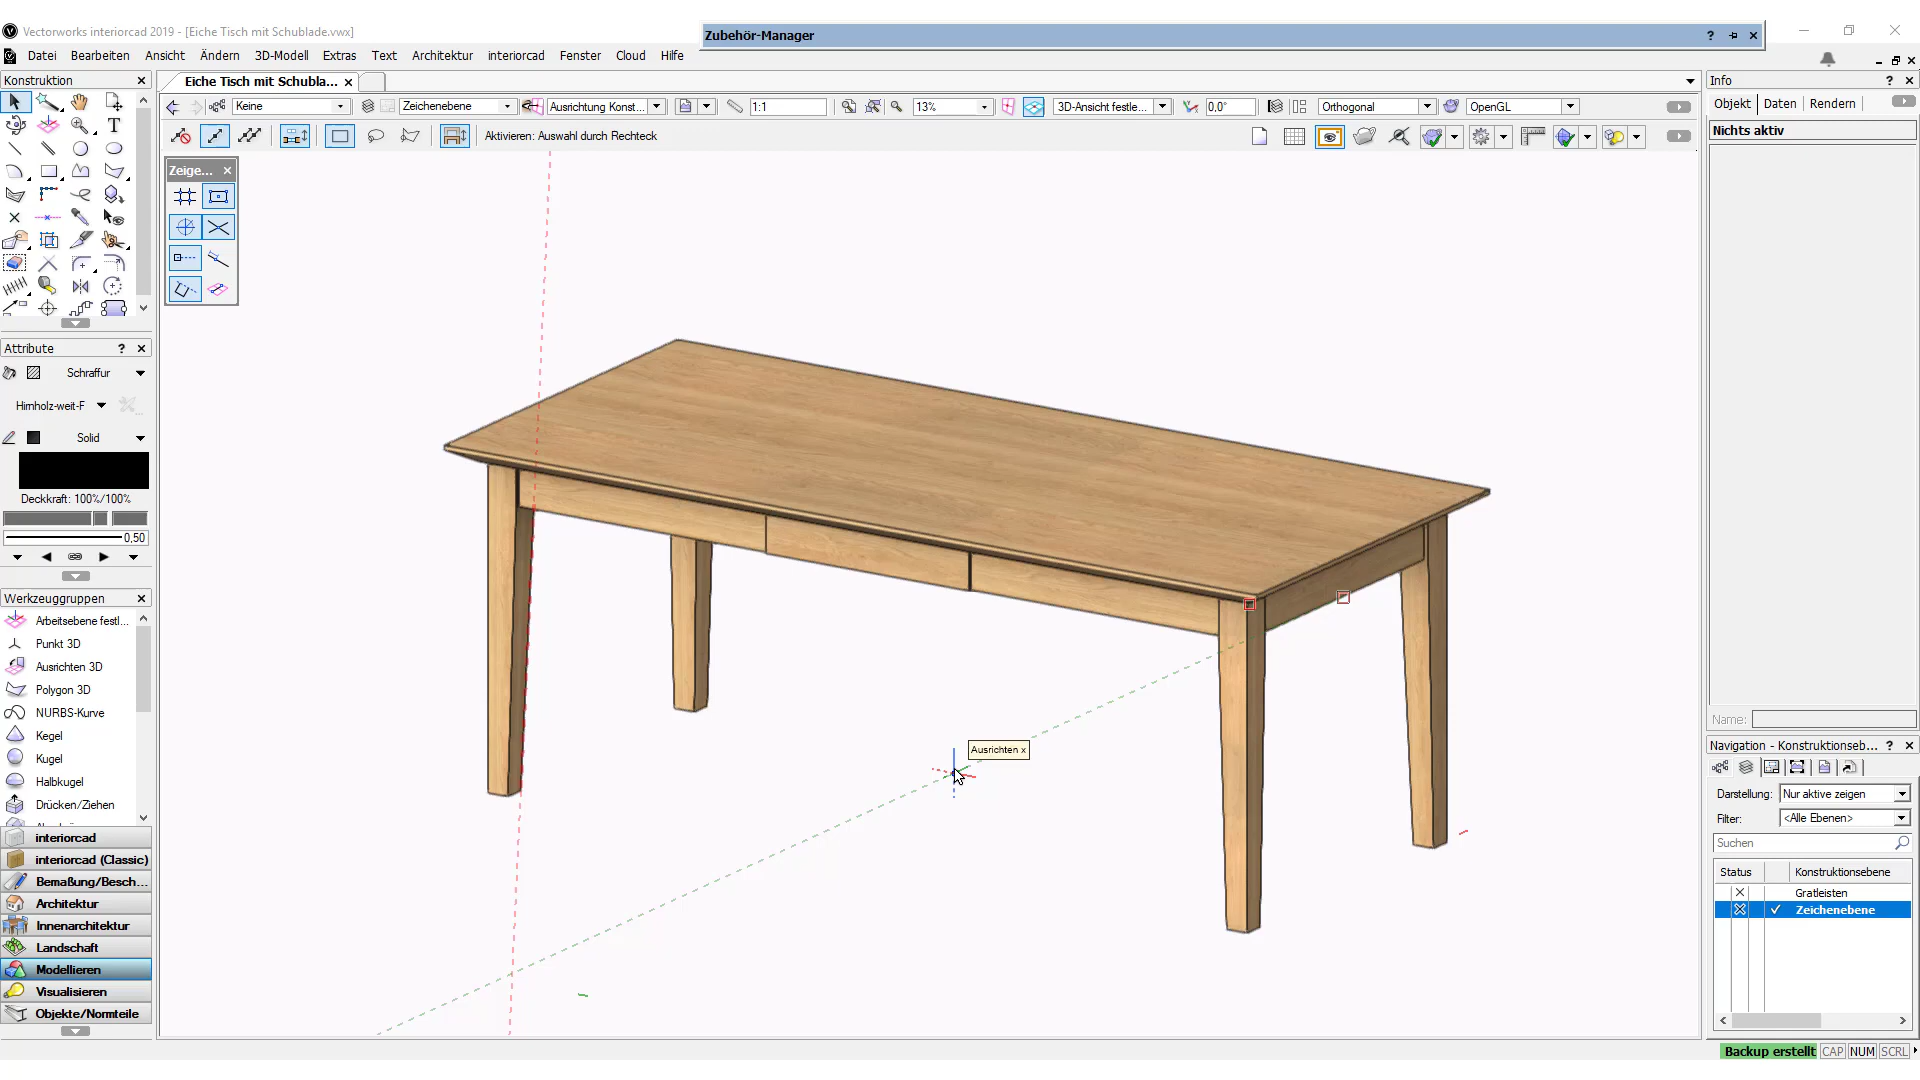 Vectorworks interiorcad 2019 - [Eiche Tisch mit Schublade.vwx]
Zubehör-Manager
Datei Bearbeiten Ansicht Ändern 3D-Modell Extras Text Architektur interiorcad Fenster Cloud Hilfe
Konstruktion
Eiche Tisch mit Schubla...
Keine
Zeichenebene
Ausrichtung Konst...
1:1
13%
3D-Ansicht festle...
0,0°
Orthogonal
OpenGL
Aktivieren: Auswahl durch Rechteck
Zeige...
Attribute
Schraffur
Hirnholz-weit-F
Solid
Deckkraft: 100%/100%
0,50
Werkzeuggruppen
Arbeitsebene festl...
Punkt 3D
Ausrichten 3D
Polygon 3D
NURBS-Kurve
Kegel
Kugel
Halbkugel
Drücken/Ziehen
interiorcad
interiorcad (Classic)
Bemaßung/Besch...
Architektur
Innenarchitektur
Landschaft
Modellieren
Visualisieren
Objekte/Normteile
Ausrichten x
Info
Objekt Daten Rendern
Nichts aktiv
Name:
Navigation - Konstruktionseb...
Darstellung: Nur aktive zeigen
Filter: <Alle Ebenen>
Suchen
Status Konstruktionsebene
Gratleisten
Zeichenebene
Backup erstellt CAP NUM SCRL